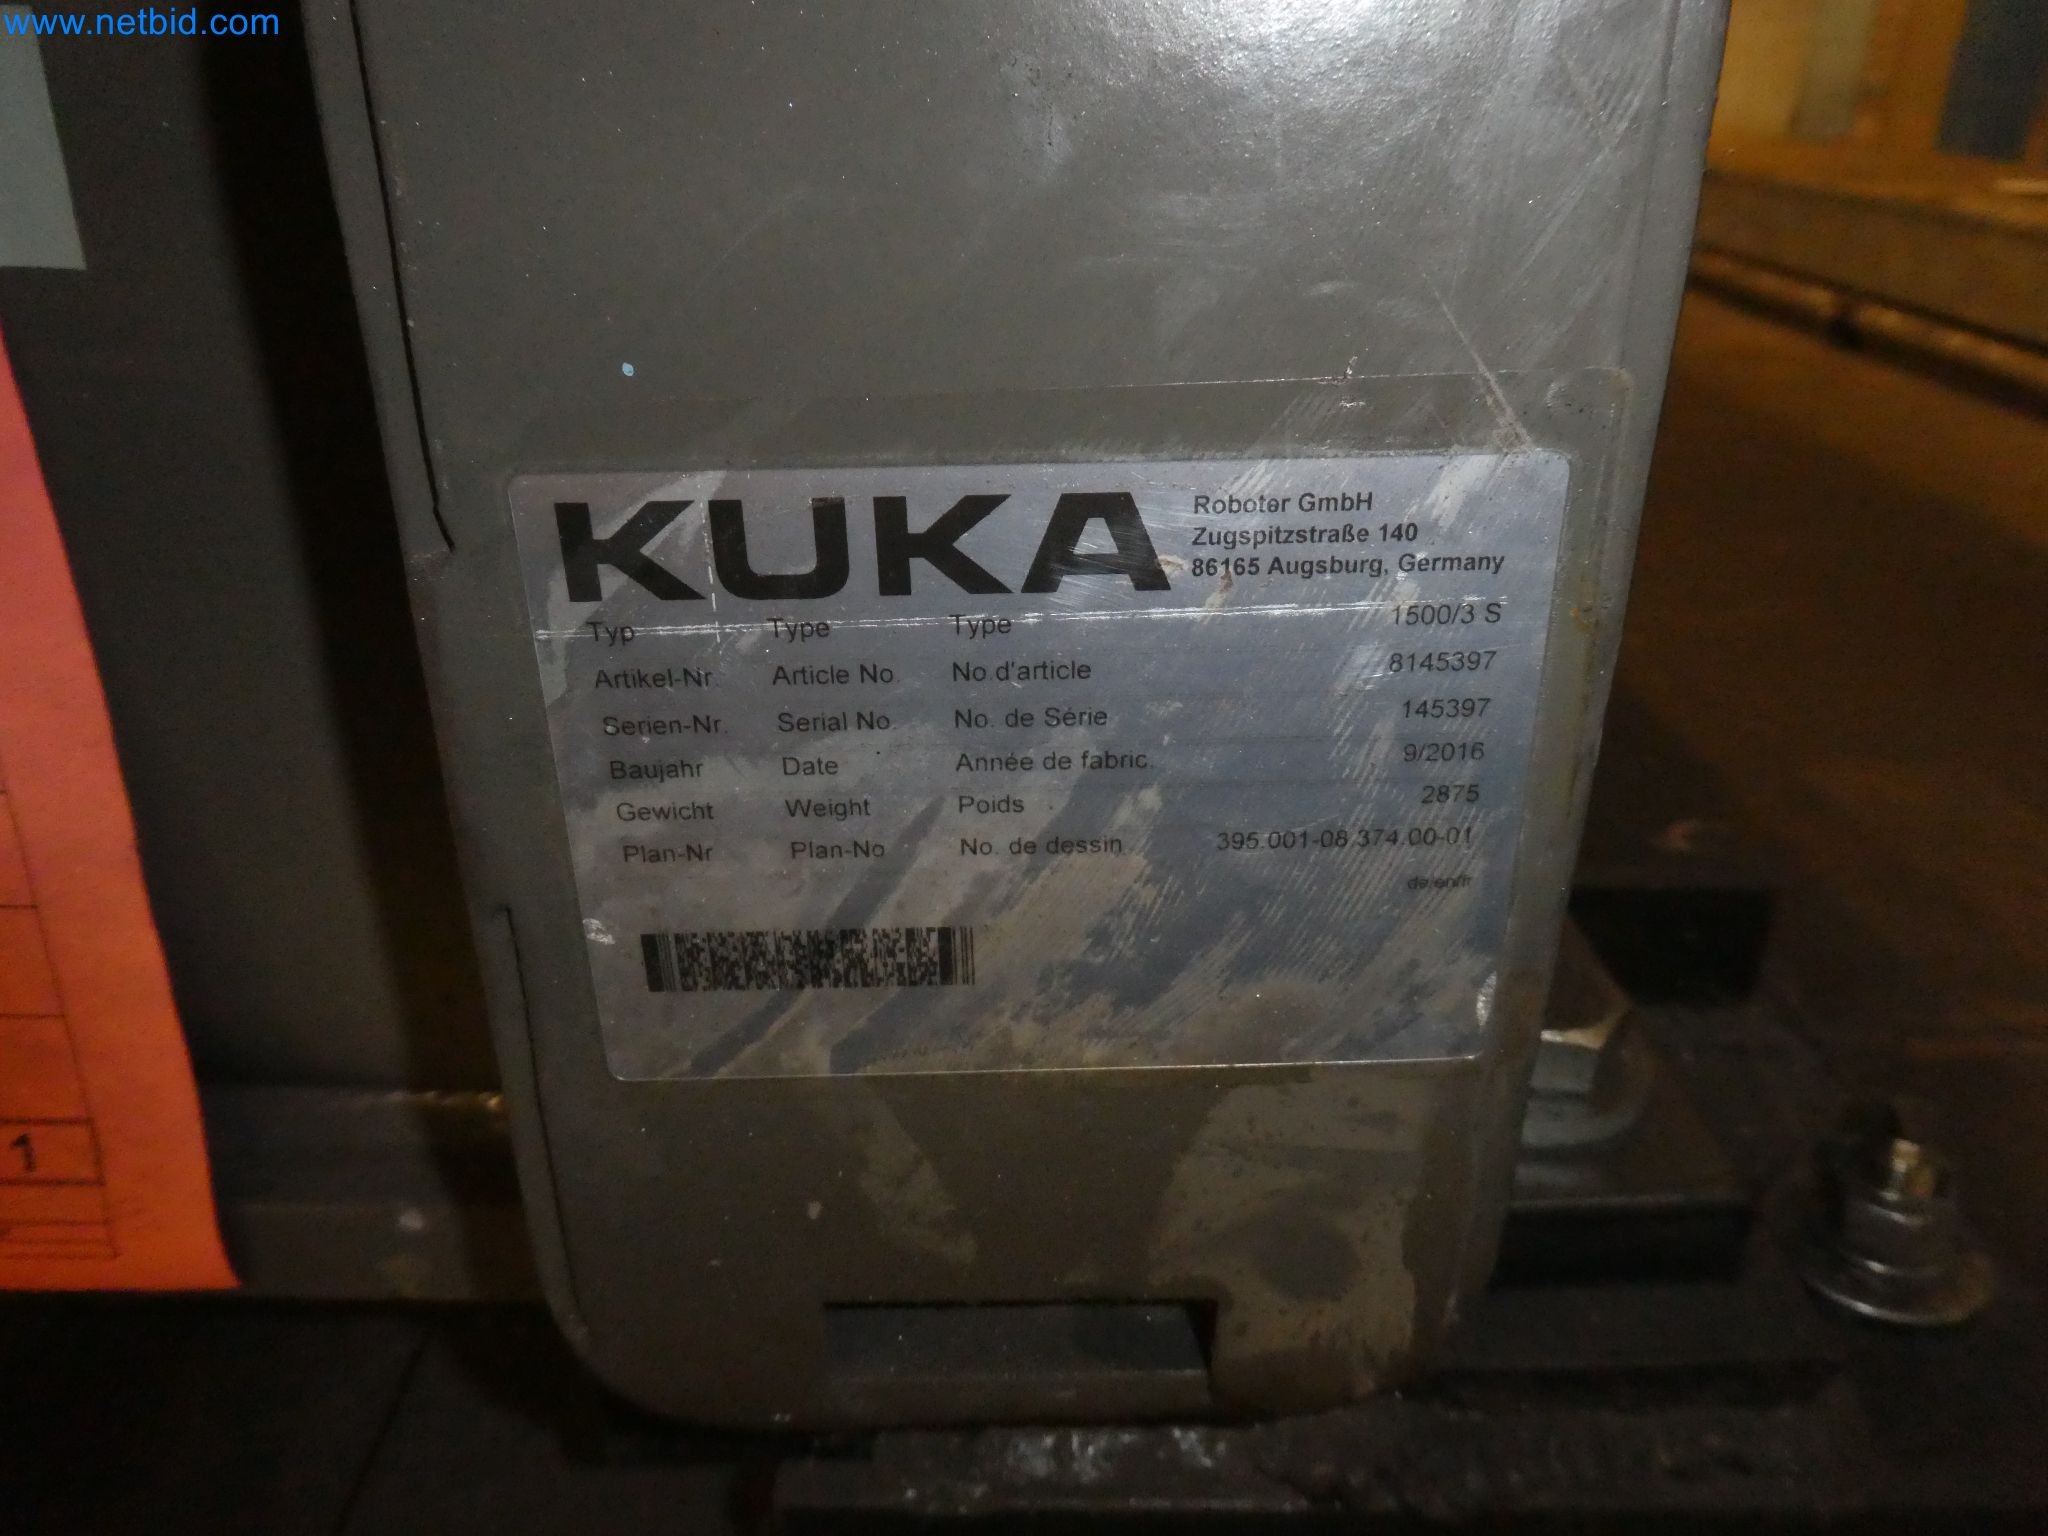 www.netbid.com
KUKA
Roboter GmbH
Zugspitzstraße 140
86165 Augsburg, Germany
Typ Type Type 1500/3 S
Artikel-Nr. Article No. No.d'article 8145397
Serien-Nr. Serial No. No. de Série 145397
Baujahr Date Année de fabric. 9/2016
Gewicht Weight Poids 2875
Plan-Nr Plan-No No. de dessin 395.001-08.374.00-01
de/en/fr
1